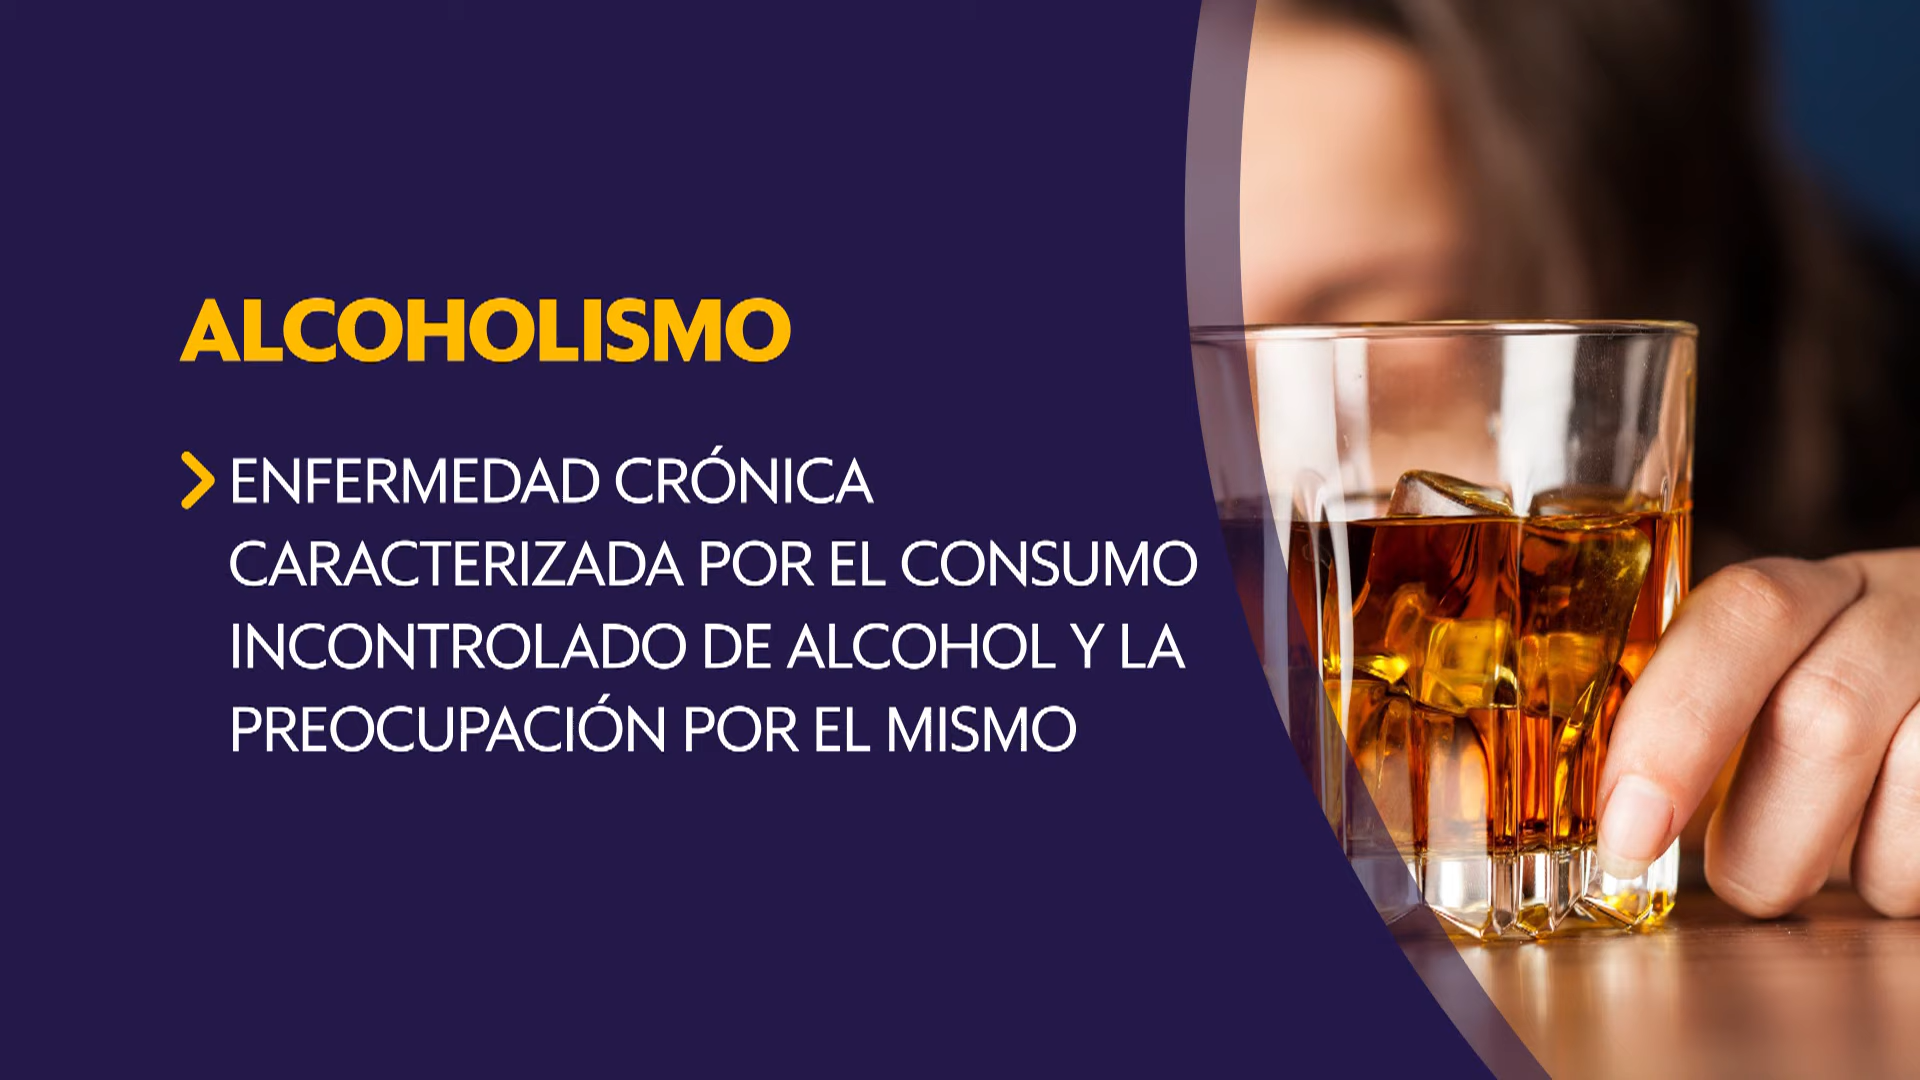 ALCOHOLISMO
ENFERMEDAD CRÓNICA
CARACTERIZADA POR EL CONSUMO
INCONTROLADO DE ALCOHOL Y LA
PREOCUPACIÓN POR EL MISMO